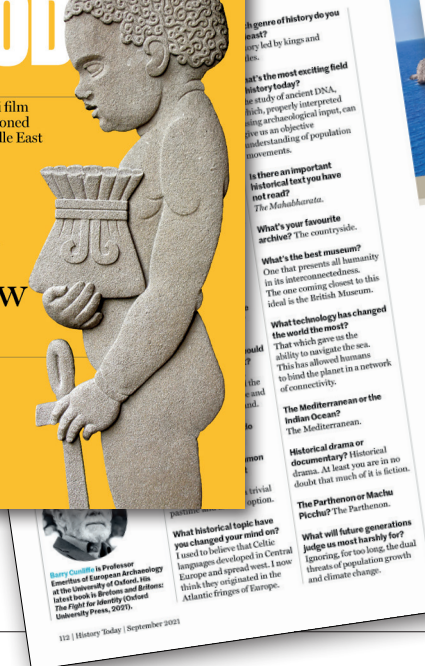 OD
i film
oned
lle East
w
genre of history do you
east?
ory led by kings and
les.
at's the most exciting field
history today?
he study of ancient DNA,
hich, properly interpreted
sing archaeological input, can
give us an objective
understanding of population
movements.
Is there an important
historical text you have
not read?
The Mahabharata.
What's your favourite
archive? The countryside.
What's the best museum?
One that presents all humanity
in its interconnectedness.
The one coming closest to this
ideal is the British Museum.
What technology has changed
the world the most?
That which gave us the
ability to navigate the sea.
This has allowed humans
to bind the planet in a network
of connectivity.
The Mediterranean or the
Indian Ocean?
The Mediterranean.
Historical drama or
documentary? Historical
drama. At least you are in no
doubt that much of it is fiction.
The Parthenon or Machu
Picchu? The Parthenon.
What will future generations
judge us most harshly for?
Ignoring, for too long, the dual
threats of population growth
and climate change.
ould
the
e and
nd.
lo
mon
t
trivial
option.
What historical topic have
you changed your mind on?
I used to believe that Celtic
languages developed in Central
Europe and spread west. I now
think they originated in the
Atlantic fringes of Europe.
Barry Cunliffe is Professor
Emeritus of European Archaeology
at the University of Oxford. His
latest book is Bretons and Britons:
The Fight for Identity (Oxford
University Press, 2021).
112 | History Today | September 2021